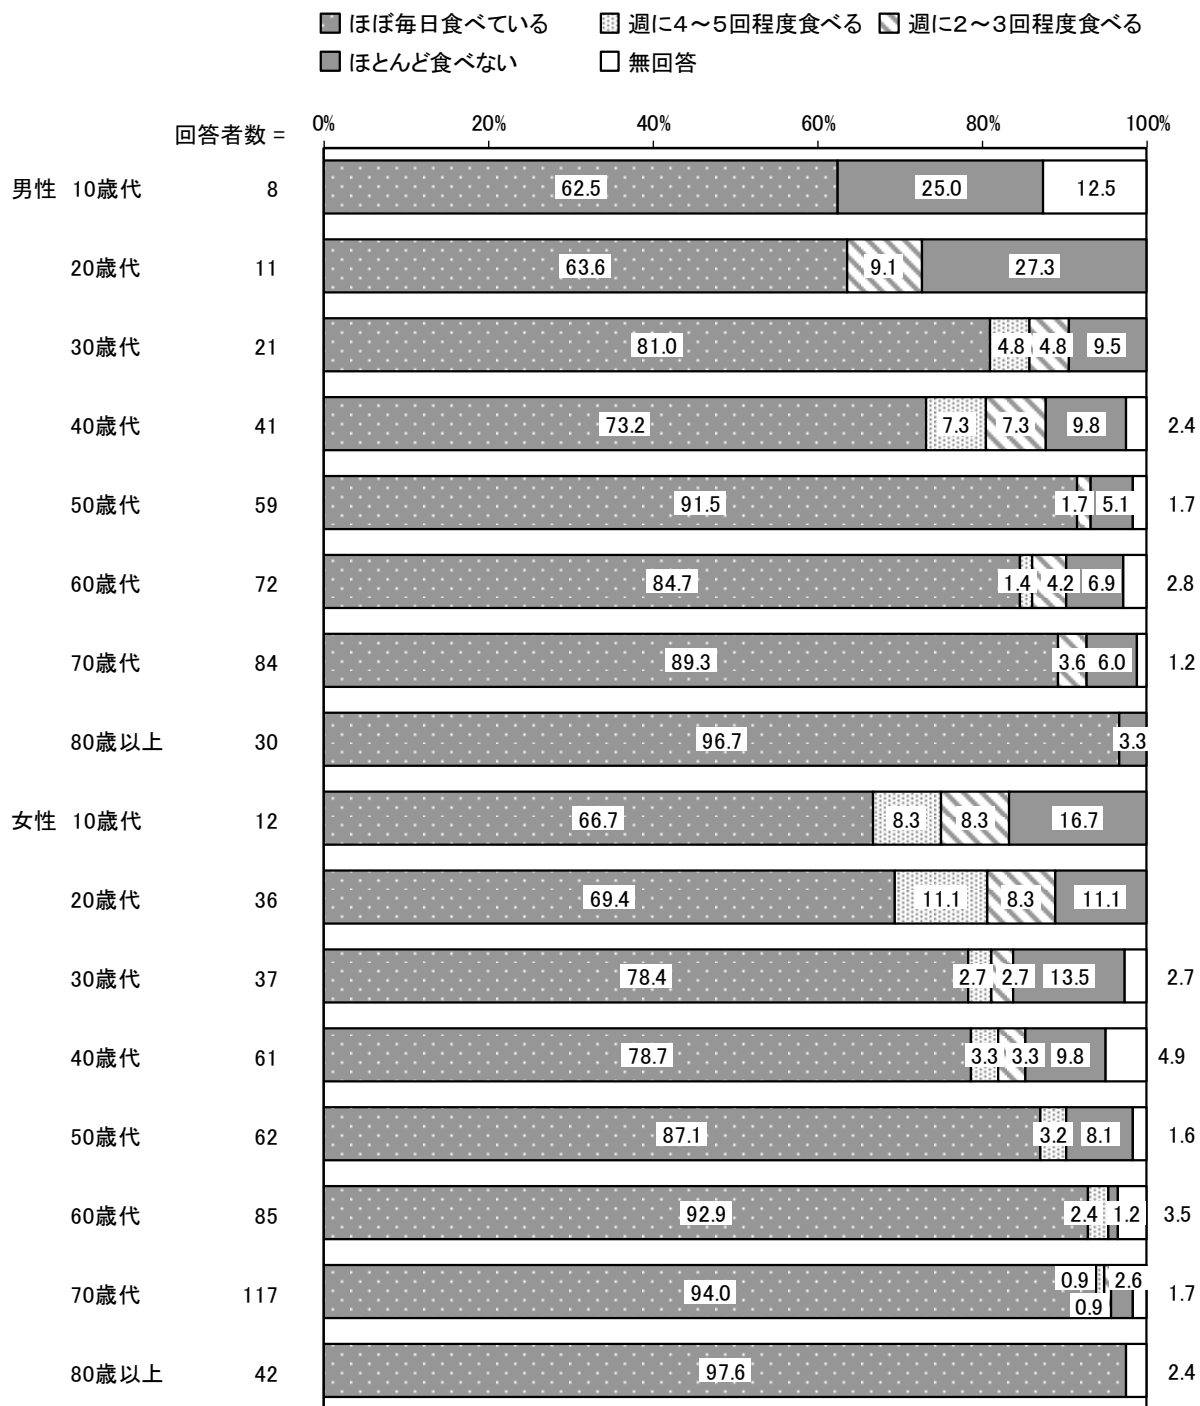 ほぼ毎日食べている 週に4～5回程度食べる 週に2～3回程度食べる
ほとんど食べない 無回答
回答者数 = 0% 20% 40% 60% 80% 100%
男性 10歳代 8 62.5 25.0 12.5
20歳代 11 63.6 9.1 27.3
30歳代 21 81.0 4.8 4.8 9.5
40歳代 41 73.2 7.3 7.3 9.8 2.4
50歳代 59 91.5 1.7 5.1 1.7
60歳代 72 84.7 1.4 4.2 6.9 2.8
70歳代 84 89.3 3.6 6.0 1.2
80歳以上 30 96.7 3.3
女性 10歳代 12 66.7 8.3 8.3 16.7
20歳代 36 69.4 11.1 8.3 11.1
30歳代 37 78.4 2.7 2.7 13.5 2.7
40歳代 61 78.7 3.3 3.3 9.8 4.9
50歳代 62 87.1 3.2 8.1 1.6
60歳代 85 92.9 2.4 1.2 3.5
70歳代 117 94.0 0.9 0.9 2.6 1.7
80歳以上 42 97.6 2.4